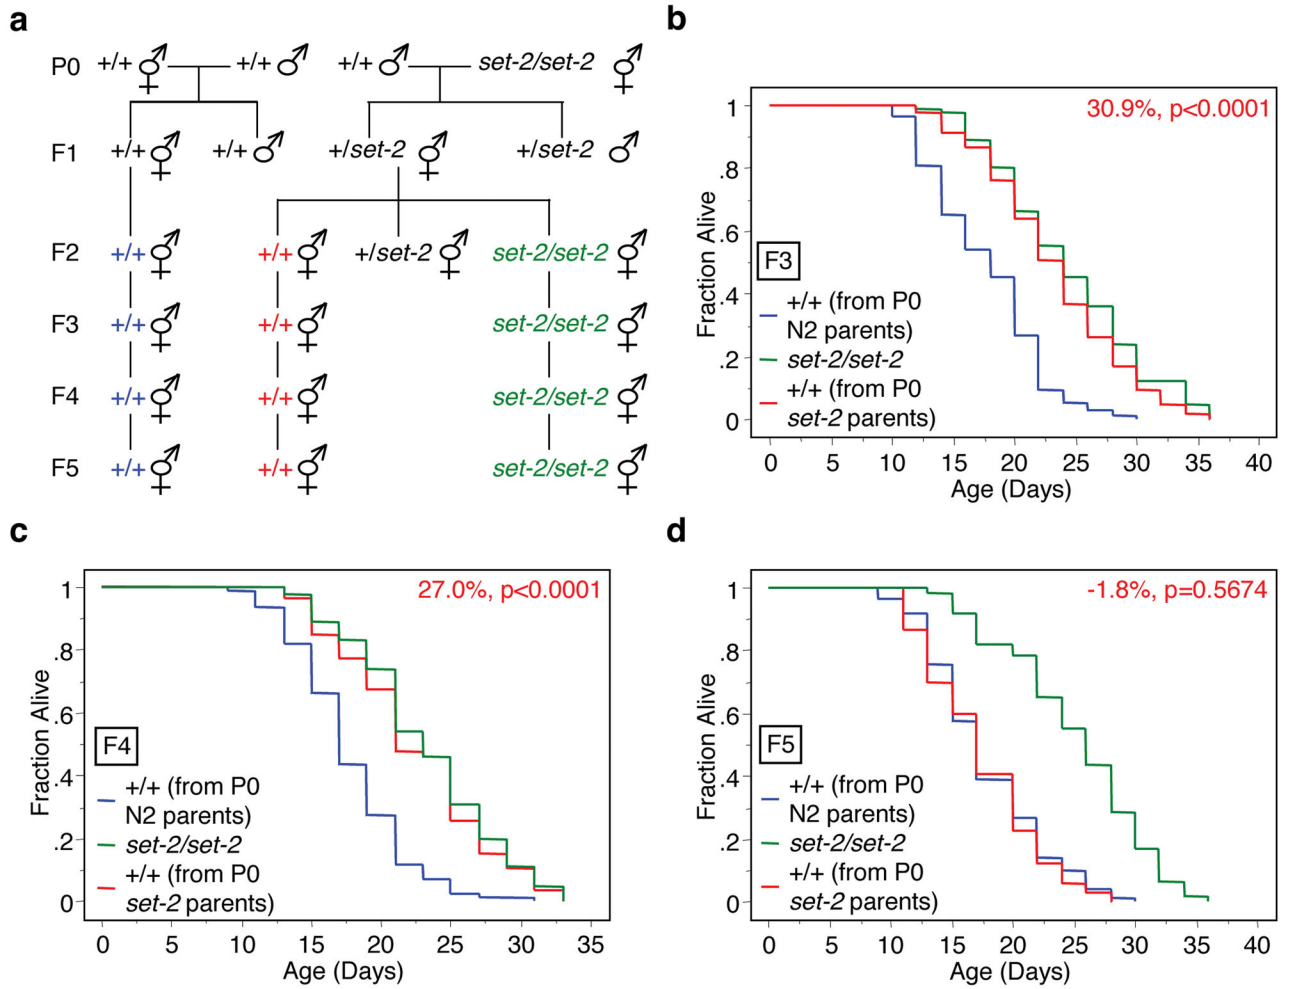 a
P0 +/+ +/+ +/+ set-2/set-2
F1 +/+ +/+ +/set-2 +/set-2
F2 +/+ +/+ +/set-2 set-2/set-2
F3 +/+ +/+ set-2/set-2
F4 +/+ +/+ set-2/set-2
F5 +/+ +/+ set-2/set-2
b
30.9%, p<0.0001
Fraction Alive
1
.8
.6
.4
.2
0
F3
+/+ (from P0
N2 parents)
set-2/set-2
+/+ (from P0
set-2 parents)
0 5 10 15 20 25 30 35 40
Age (Days)
c
27.0%, p<0.0001
Fraction Alive
1
.8
.6
.4
.2
0
F4
+/+ (from P0
N2 parents)
set-2/set-2
+/+ (from P0
set-2 parents)
0 5 10 15 20 25 30 35
Age (Days)
d
-1.8%, p=0.5674
Fraction Alive
1
.8
.6
.4
.2
0
F5
+/+ (from P0
N2 parents)
set-2/set-2
+/+ (from P0
set-2 parents)
0 5 10 15 20 25 30 35 40
Age (Days)